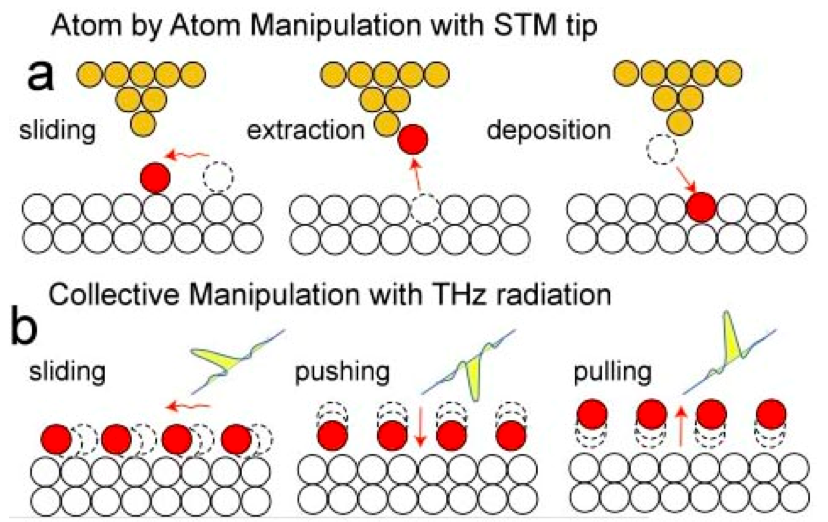 Atom by Atom Manipulation with STM tip
a
sliding
extraction
deposition
Collective Manipulation with THz radiation
b
sliding
pushing
pulling